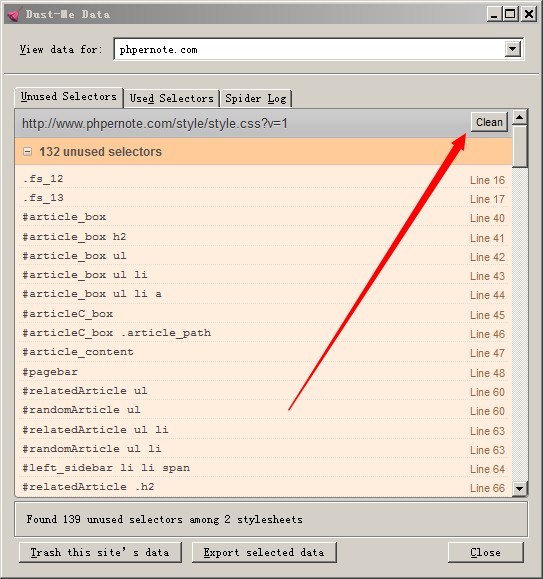 Dust-Me Data
View data for: phpernote.com
Unused Selectors Used Selectors Spider Log
http://www.phpernote.com/style/style.css?v=1 Clean
132 unused selectors
.fs_12 Line 16
.fs_13 Line 17
#article_box Line 40
#article_box h2 Line 41
#article_box ul Line 42
#article_box ul li Line 43
#article_box ul li a Line 44
#articleC_box Line 45
#articleC_box .article_path Line 46
#article_content Line 47
#pagebar Line 48
#relatedArticle ul Line 60
#randomArticle ul Line 60
#relatedArticle ul li Line 63
#randomArticle ul li Line 63
#left_sidebar li li span Line 64
#relatedArticle .h2 Line 66
Found 139 unused selectors among 2 stylesheets
Trash this site's data Export selected data Close